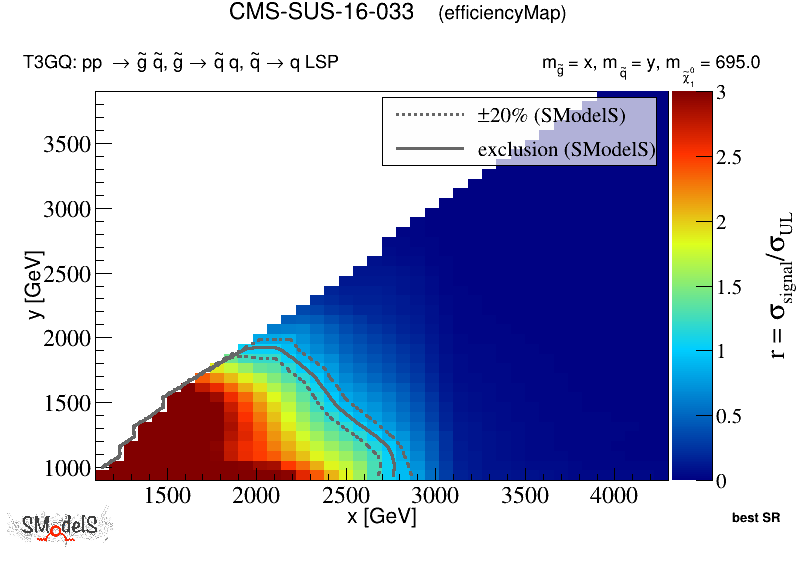 CMS-SUS-16-033 (efficiencyMap)
T3GQ: pp → g̃ q̃, g̃ → q̃ q, q̃ → q LSP
m_g̃ = x, m_q̃ = y, m_χ̃₁⁰ = 695.0
±20% (SModelS)
exclusion (SModelS)
3500
3000
2500
2000
1500
1000
y [GeV]
1500 2000 2500 3000 3500 4000
x [GeV]
3
2.5
2
1.5
1
0.5
0
r = σ_signal/σ_UL
SModelS
best SR